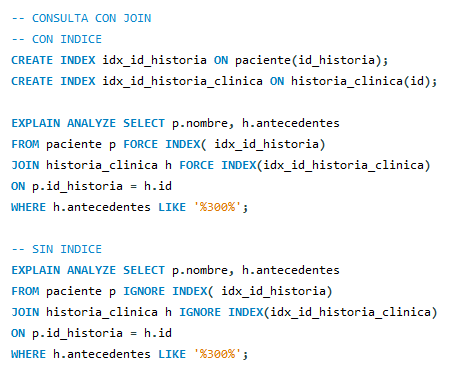 -- CONSULTA CON JOIN
-- CON INDICE
CREATE INDEX idx_id_historia ON paciente(id_historia);
CREATE INDEX idx_id_historia_clinica ON historia_clinica(id);
EXPLAIN ANALYZE SELECT p.nombre, h.antecedentes
FROM paciente p FORCE INDEX( idx_id_historia)
JOIN historia_clinica h FORCE INDEX(idx_id_historia_clinica)
ON p.id_historia = h.id
WHERE h.antecedentes LIKE '%300%';
-- SIN INDICE
EXPLAIN ANALYZE SELECT p.nombre, h.antecedentes
FROM paciente p IGNORE INDEX( idx_id_historia)
JOIN historia_clinica h IGNORE INDEX(idx_id_historia_clinica)
ON p.id_historia = h.id
WHERE h.antecedentes LIKE '%300%';